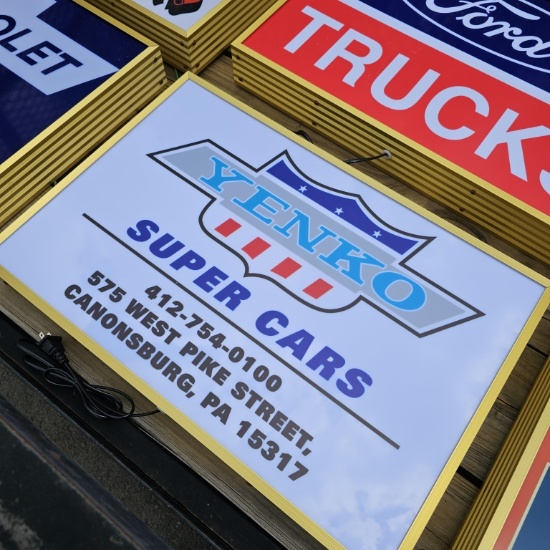 OLET
Ford
TRUCKS
YENKO
SUPER CARS
412-754-0100
575 WEST PIKE STREET,
CANONSBURG, PA 15317